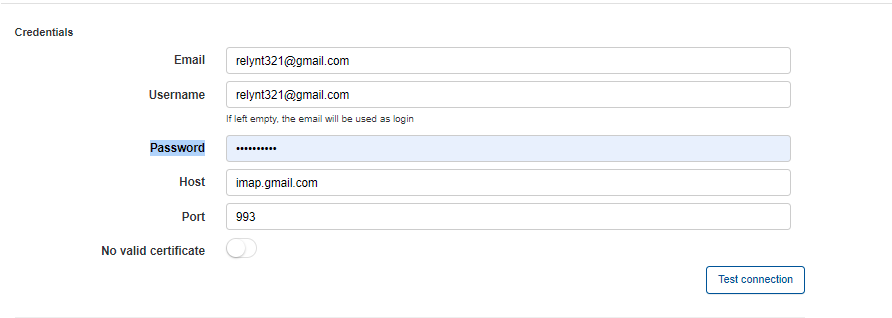 Credentials
Email relynt321@gmail.com
Username relynt321@gmail.com
If left empty, the email will be used as login
Password ••••••••••
Host imap.gmail.com
Port 993
No valid certificate
Test connection